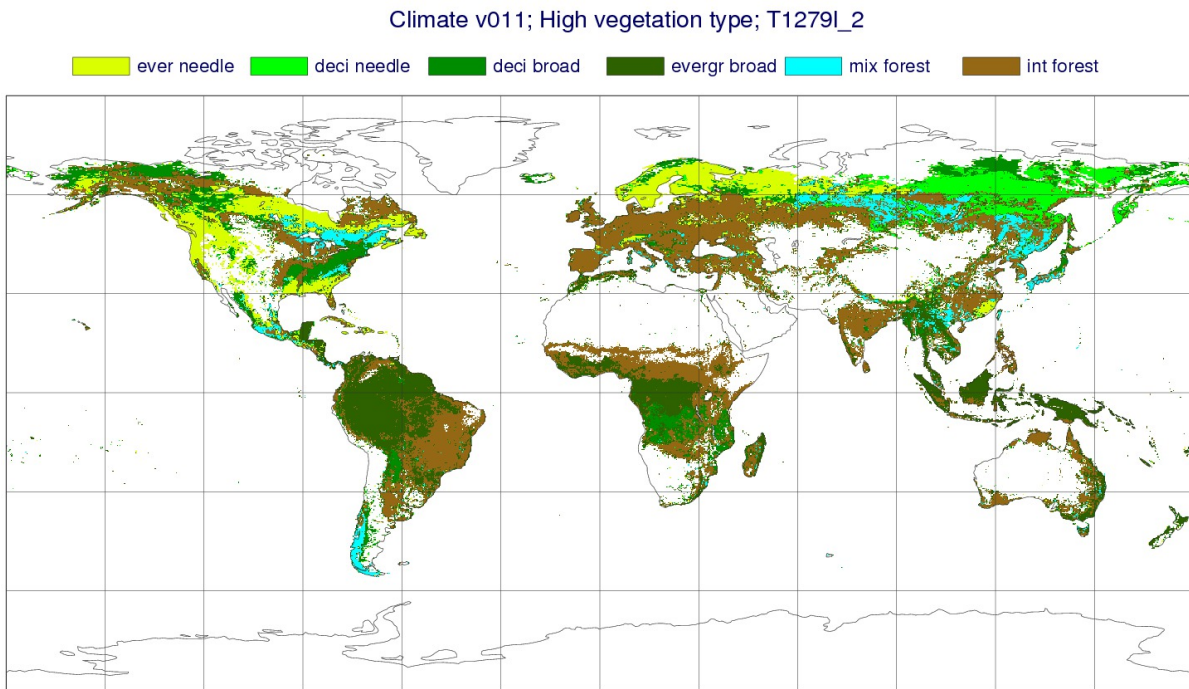 Climate v011; High vegetation type; T1279l_2
ever needle deci needle deci broad evergr broad mix forest int forest